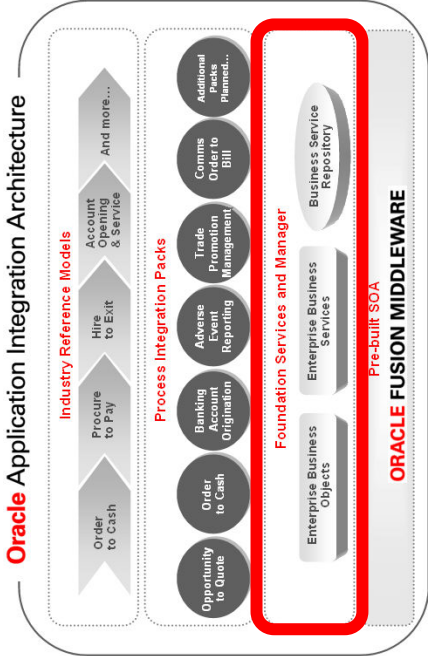 Oracle Application Integration Architecture
Industry Reference Models
Order
to Cash
Procure
to Pay
Hire
to Exit
Account
Opening
& Service
And more...
Process Integration Packs
Opportunity
to Quote
Order
to Cash
Banking
Account
Origination
Adverse
Event
Reporting
Trade
Promotion
Management
Comms
Order to
Bill
Additional
Packs
Planned...
Foundation Services and Manager
Enterprise Business
Objects
Enterprise Business
Services
Business Service
Repository
Pre-built SOA
ORACLE FUSION MIDDLEWARE